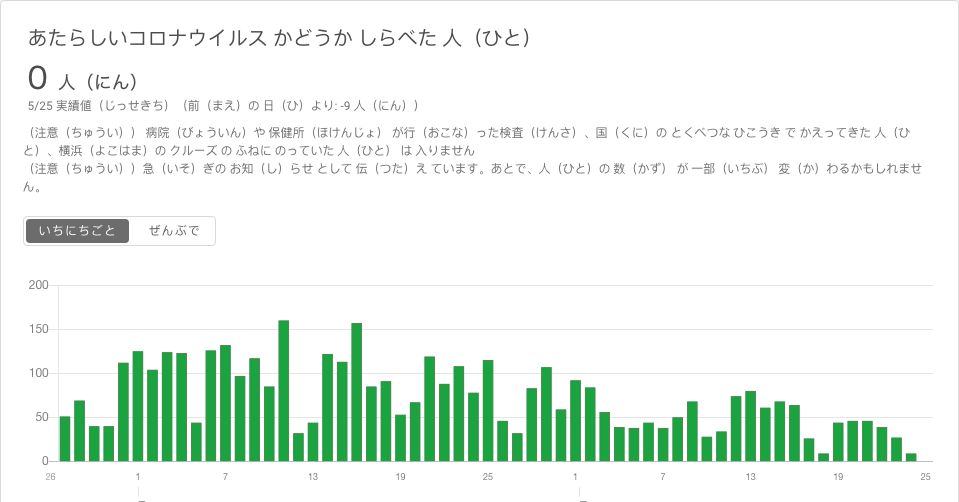 あたらしいコロナウイルス かどうか しらべた 人（ひと）
0 人（にん）
5/25 実績値（じっせきち）（前（まえ）の 日（ひ）より: -9 人（にん））
（注意（ちゅうい）） 病院（びょういん）や 保健所（ほけんじょ） が行（おこな）った検査（けんさ）、国（くに）の とくべつな ひこうき で かえってきた 人（ひ
と）、横浜（よこはま）の クルーズ の ふねに のっていた 人（ひと） は 入りません
（注意（ちゅうい））急（いそ）ぎの お知（し）らせ として 伝（つた）え ています。あとで、人（ひと）の 数（かず） が 一部（いちぶ） 変（か）わるかもしれませ
ん。
いちにちごと ぜんぶで
200
150
100
50
0
26 1 7 13 19 25 1 7 13 19 25